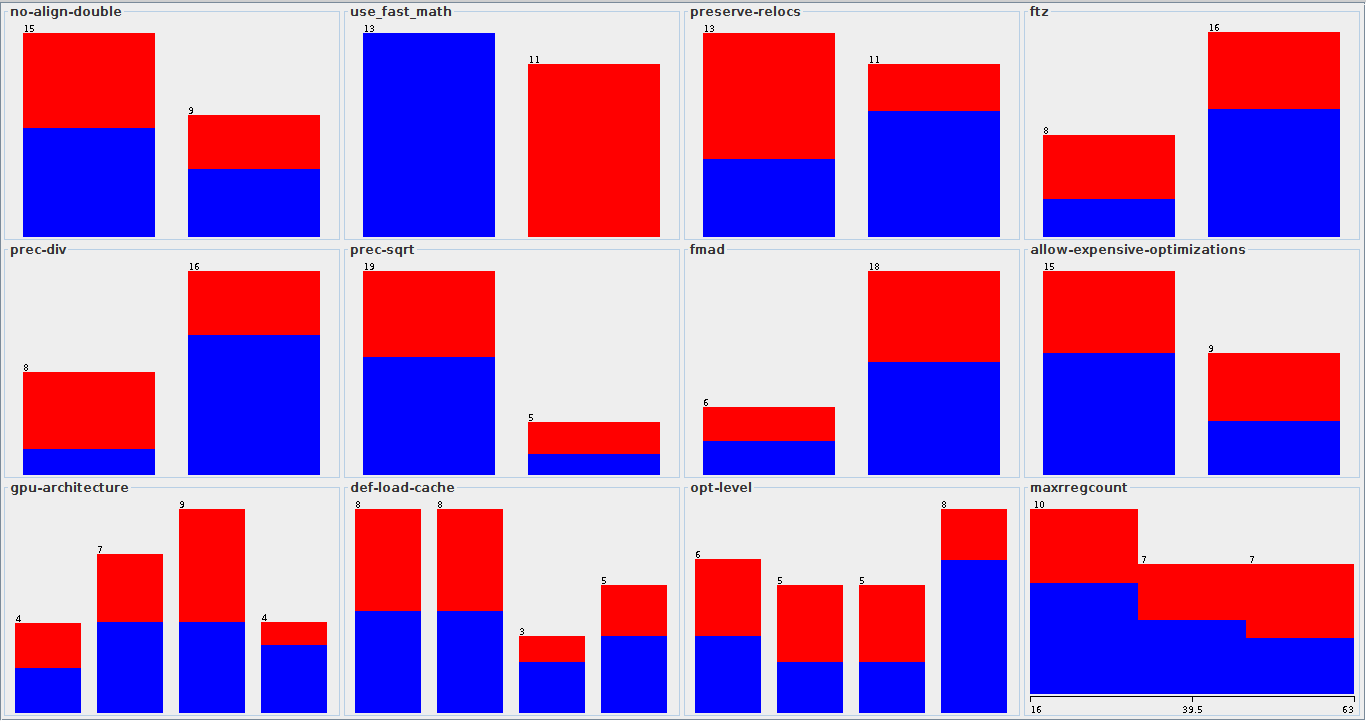 no-align-double
15
9
use_fast_math
13
11
preserve-relocs
13
11
ftz
8
16
prec-div
8
16
prec-sqrt
19
5
fmad
6
18
allow-expensive-optimizations
15
9
gpu-architecture
4
7
9
4
def-load-cache
8
8
3
5
opt-level
6
5
5
8
maxrregcount
10
7
7
16 39.5 63